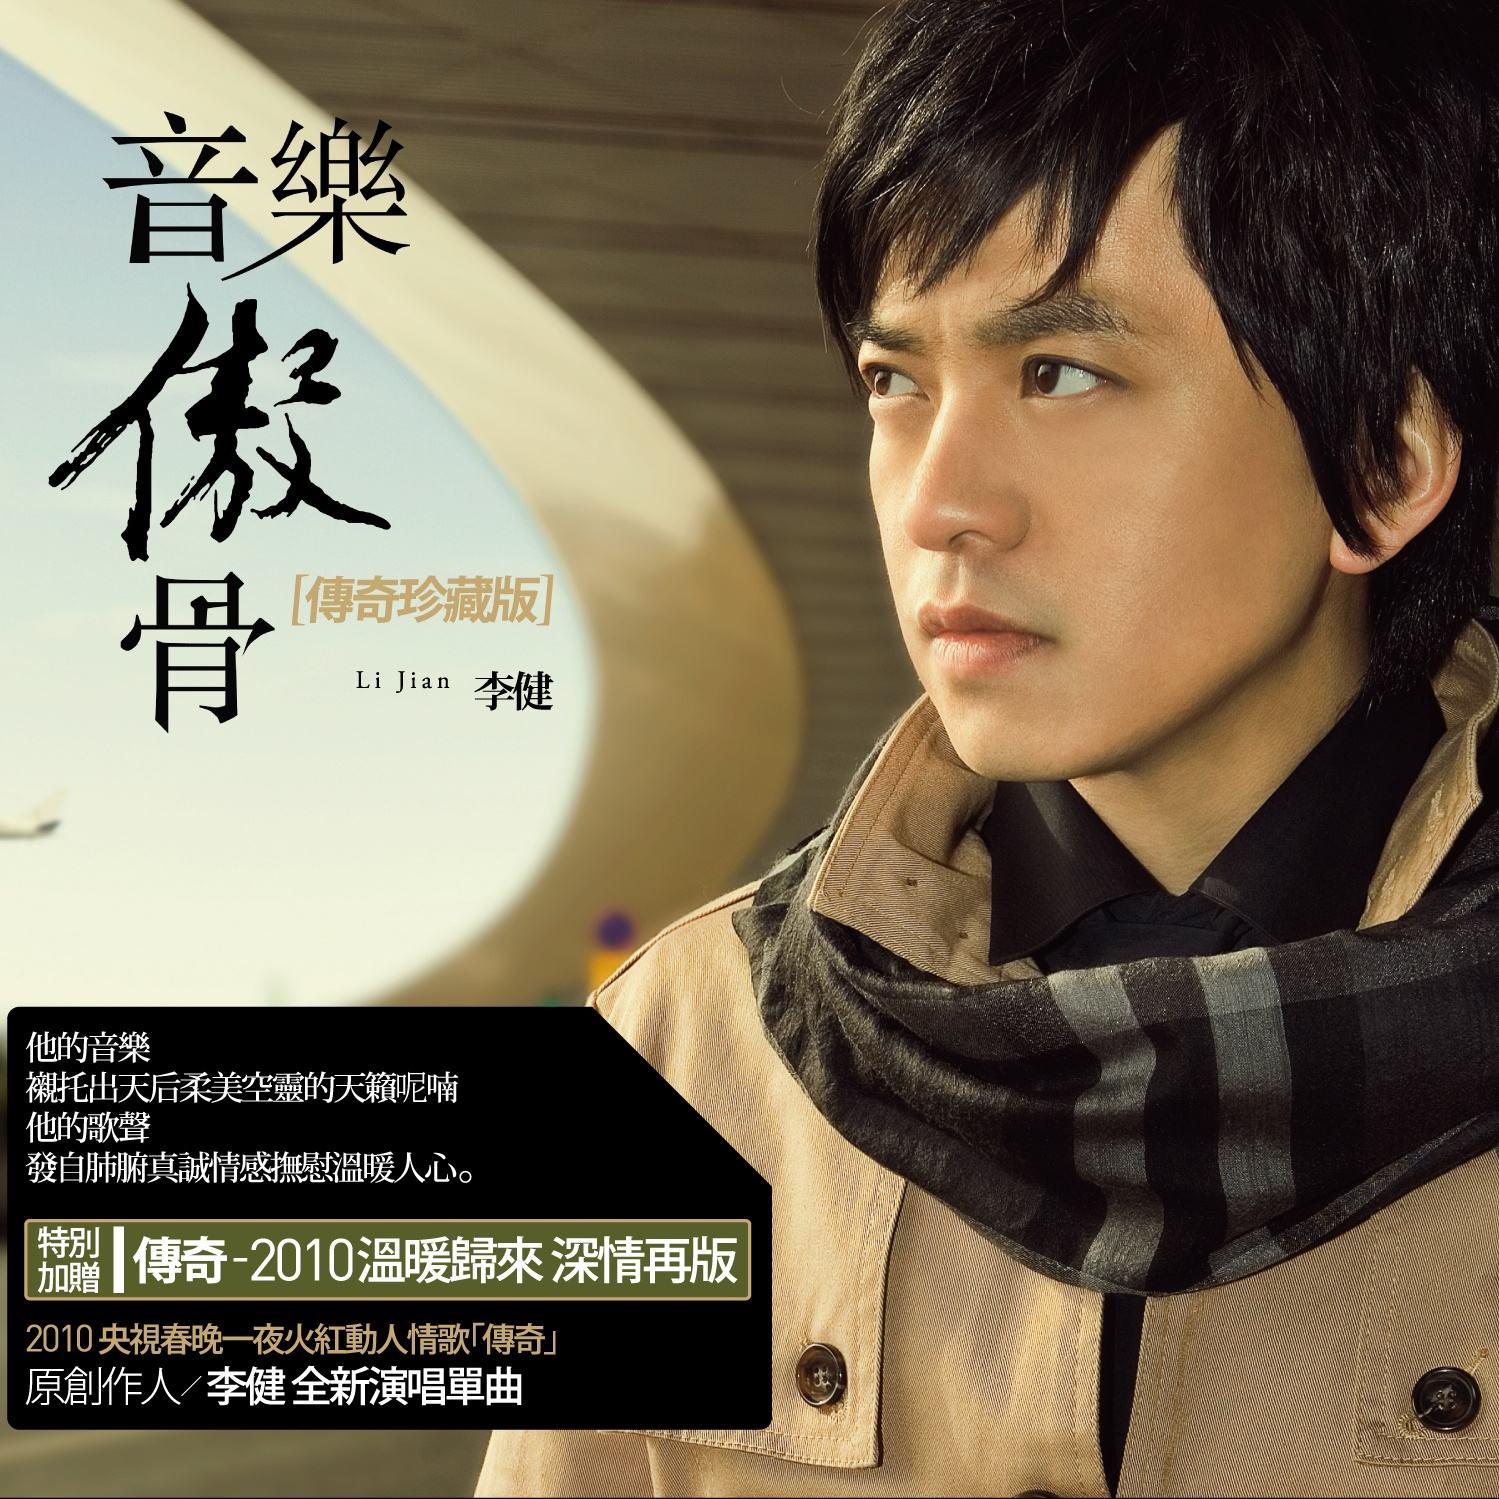 音樂
傲
骨
[傳奇珍藏版]
Li Jian 李健
他的音樂
襯托出天后柔美空靈的天籟呢喃
他的歌聲
發自肺腑真誠情感撫慰溫暖人心。
特別
加贈
傳奇-2010溫暖歸來 深情再版
2010 央視春晚一夜火紅動人情歌「傳奇」
原創作人／李健 全新演唱單曲